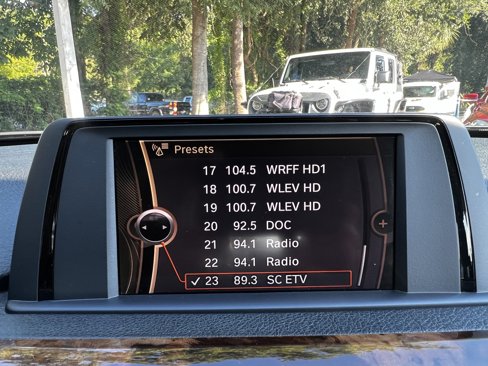 Presets
17 104.5 WRFF HD1
18 100.7 WLEV HD
19 100.7 WLEV HD
20 92.5 DOC
21 94.1 Radio
22 94.1 Radio
✓ 23 89.3 SC ETV